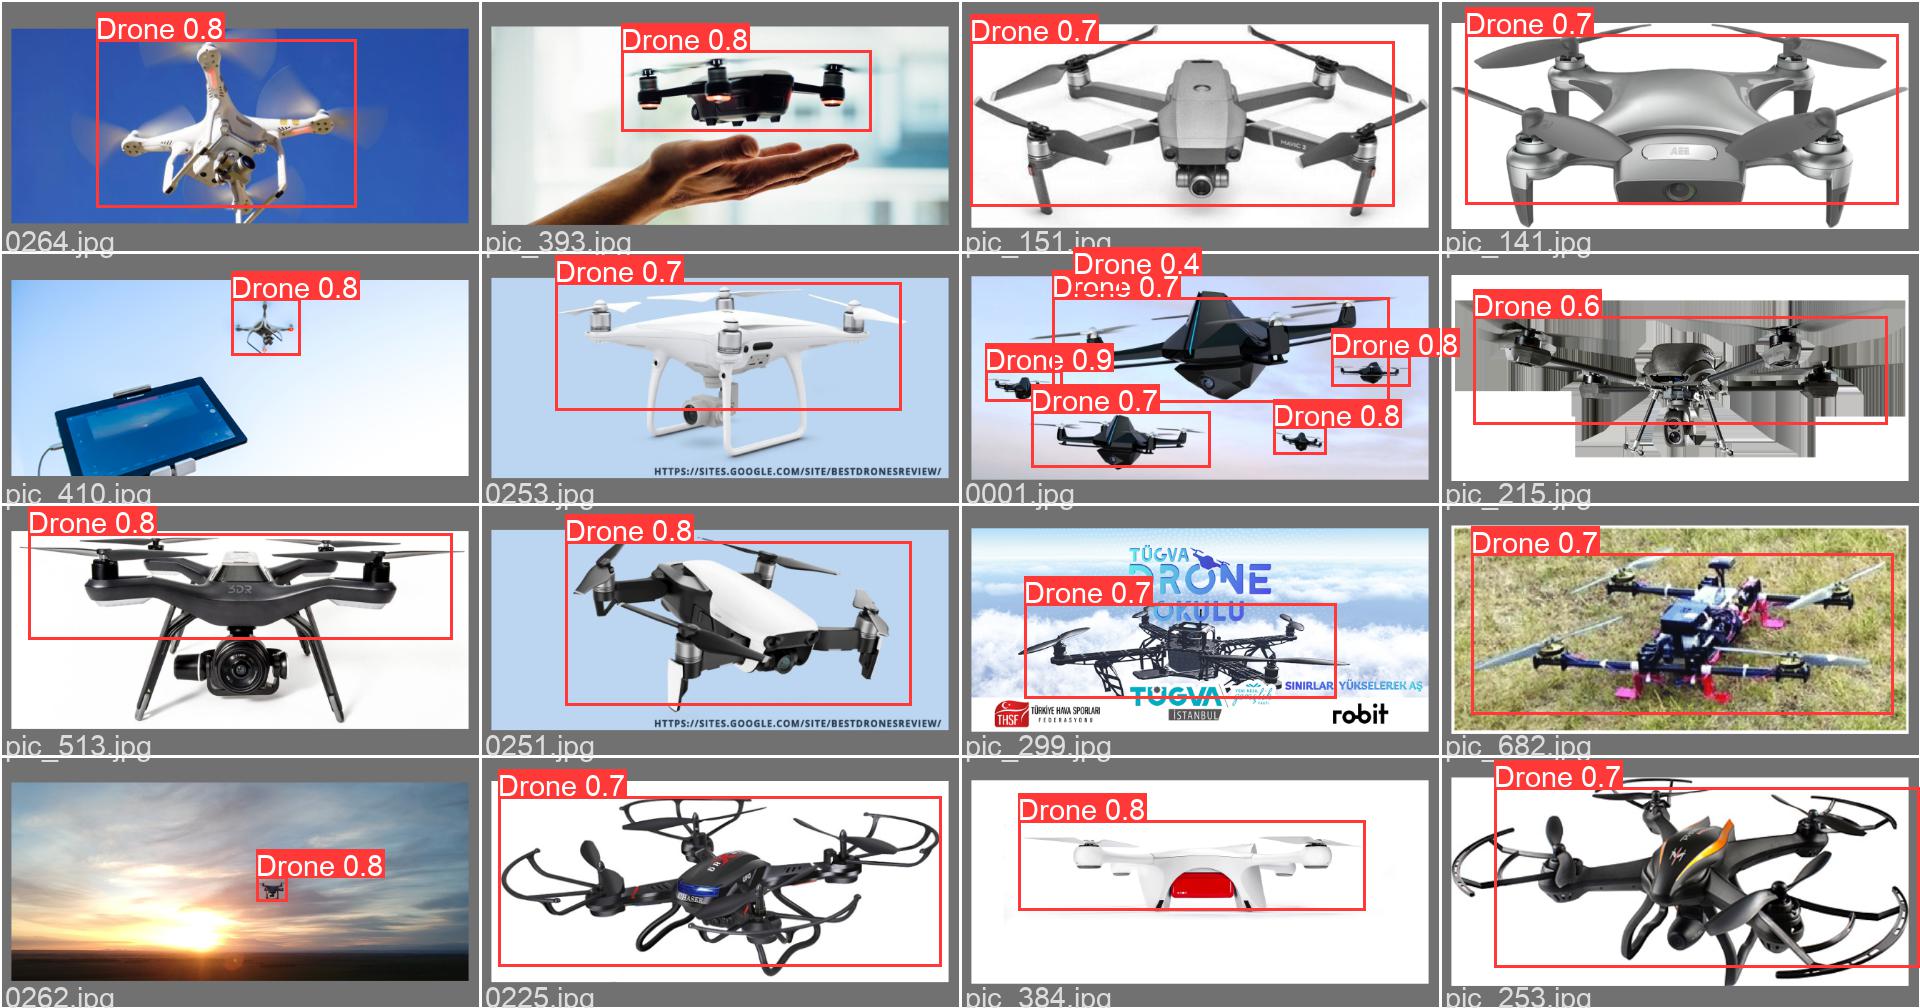 Drone 0.8
0264.jpg
Drone 0.8
pic_393.jpg
Drone 0.7
MAVIC 2
pic_151.jpg
Drone 0.7
AEE
pic_141.jpg
Drone 0.8
pic_410.jpg
Drone 0.7
HTTPS://SITES.GOOGLE.COM/SITE/BESTDRONESREVIEW/
0253.jpg
Drone 0.4
Drone 0.7
Drone 0.8
Drone 0.9
Drone 0.7
Drone 0.8
0001.jpg
Drone 0.6
pic_215.jpg
Drone 0.8
3DR
pic_513.jpg
Drone 0.8
HTTPS://SITES.GOOGLE.COM/SITE/BESTDRONESREVIEW/
0251.jpg
TÜGVA
DRONE
OKULU
Drone 0.7
SINIRLAR YÜKSELEREK AŞ
TÜGVA
İSTANBUL
THSF
TÜRKİYE HAVA SPORLARI
FEDERASYONU
robit
pic_299.jpg
Drone 0.7
pic_682.jpg
Drone 0.8
0262.jpg
Drone 0.7
0225.jpg
Drone 0.8
pic_384.jpg
Drone 0.7
pic_253.jpg